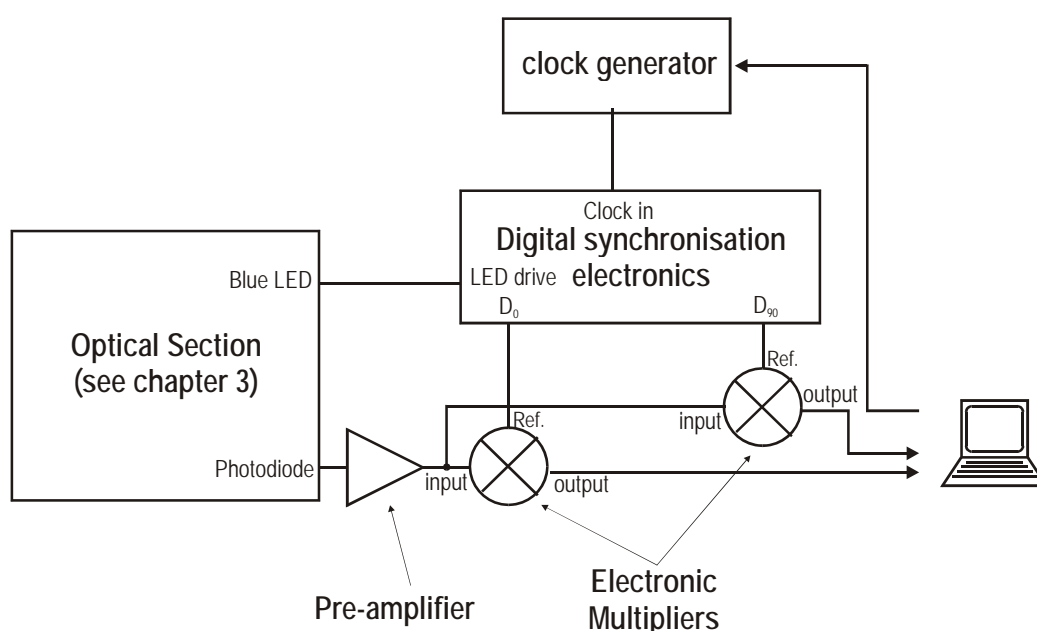 clock generator
Clock in
Digital synchronisation
electronics
LED drive
D₀
D₉₀
Blue LED
Optical Section
(see chapter 3)
Photodiode
Ref.
input
output
Ref.
input
output
Pre-amplifier
Electronic
Multipliers